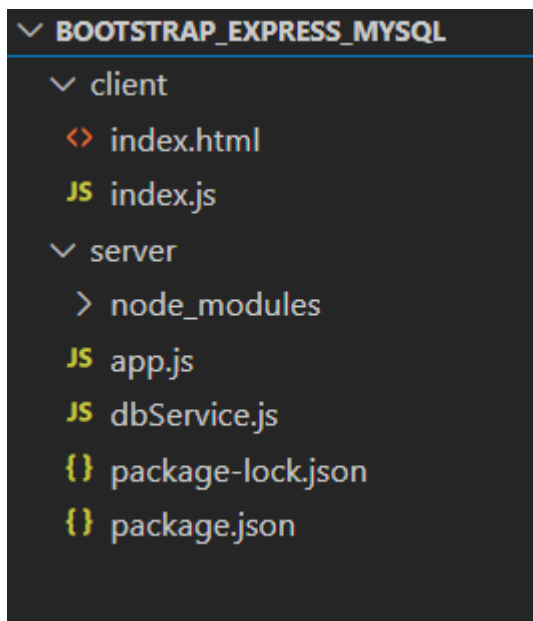 BOOTSTRAP_EXPRESS_MYSQL
client
<> index.html
JS index.js
server
node_modules
JS app.js
JS dbService.js
{} package-lock.json
{} package.json